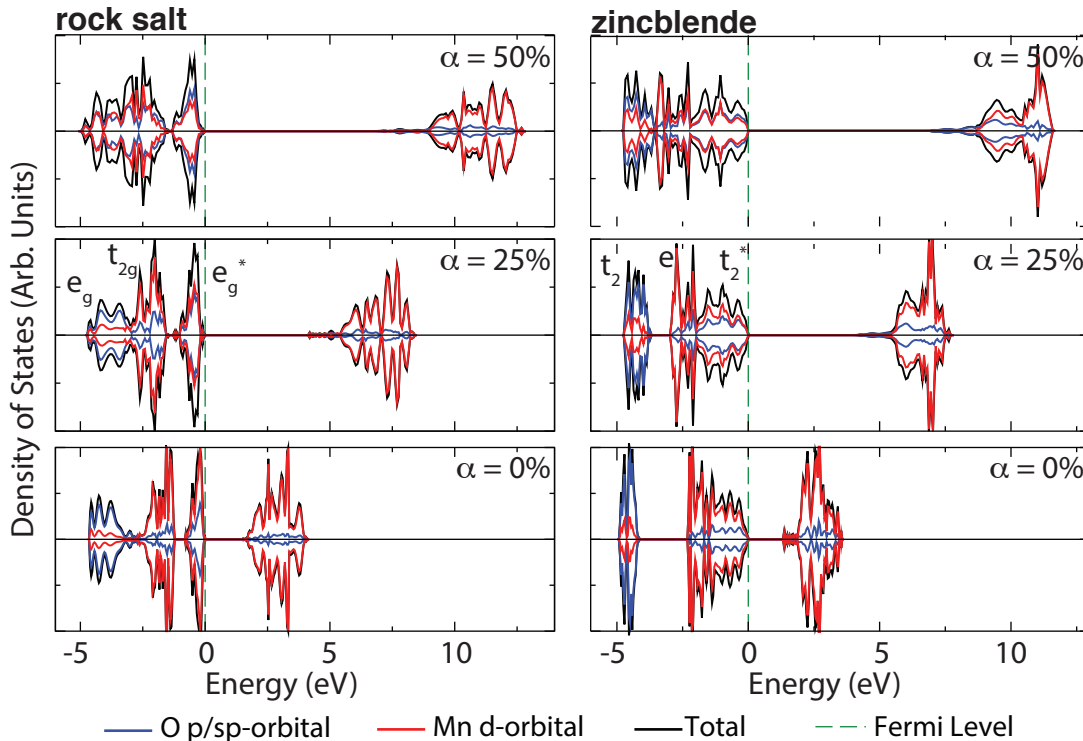 rock salt
zincblende
α = 50%
α = 50%
Density of States (Arb. Units)
e_g
t_2g
e_g*
α = 25%
t_2
e
t_2*
α = 25%
α = 0%
α = 0%
-5 0 5 10
-5 0 5 10
Energy (eV)
Energy (eV)
O p/sp-orbital
Mn d-orbital
Total
Fermi Level